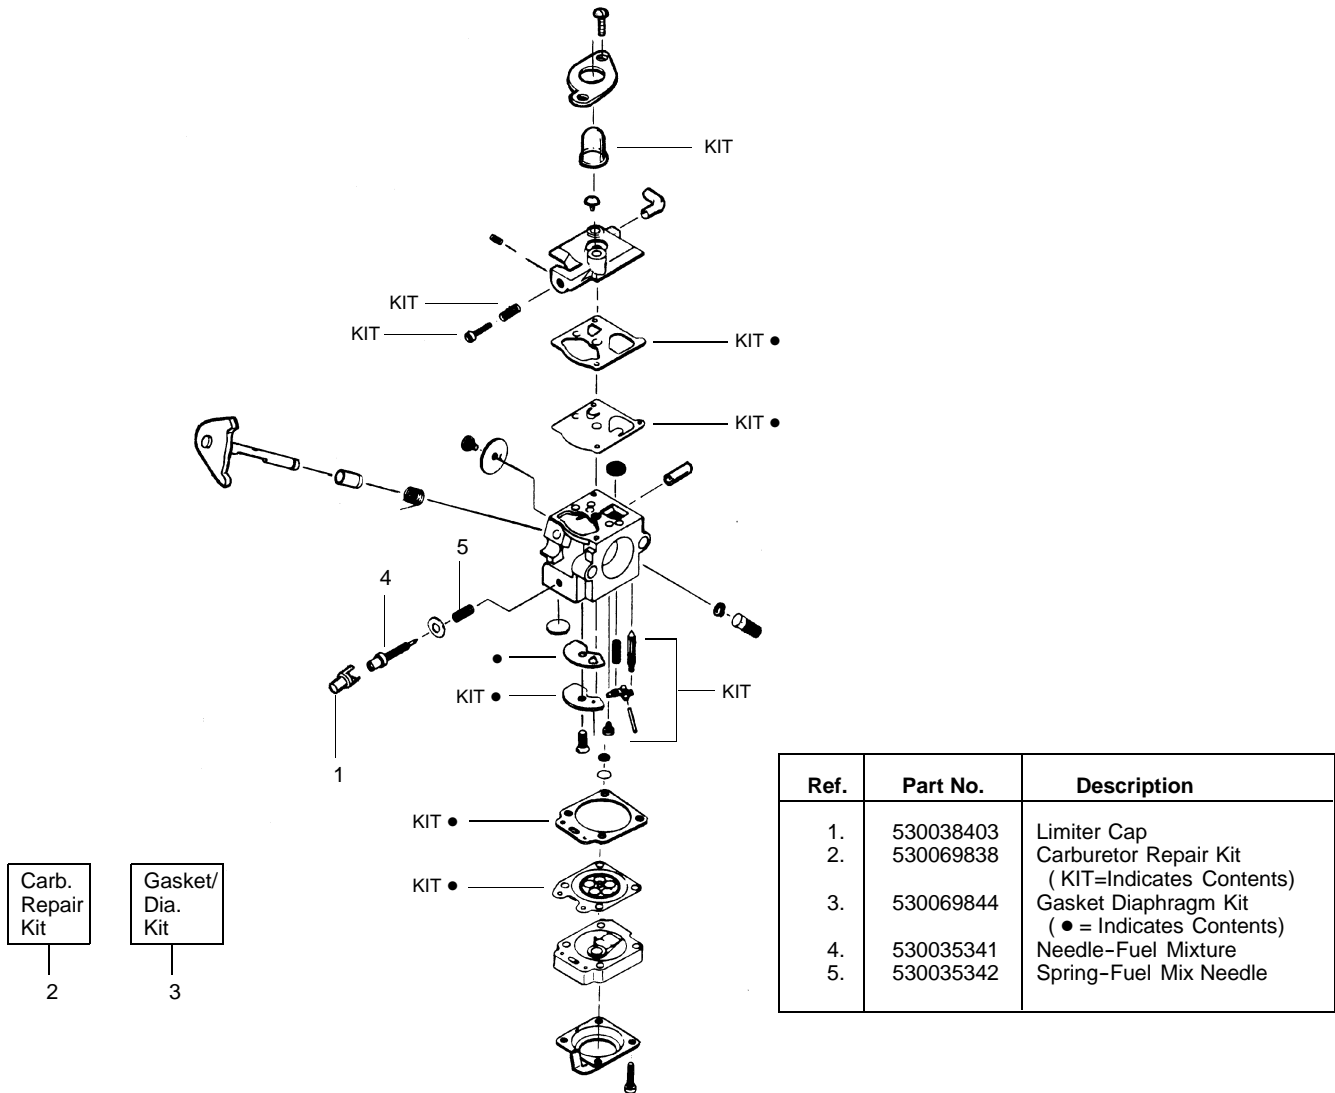 KIT
KIT
KIT
KIT ●
KIT ●
5
4
●
KIT ●
KIT
1
KIT ●
KIT ●
Carb.
Repair
Kit
2
Gasket/
Dia.
Kit
3
Ref. Part No. Description
1. 530038403 Limiter Cap
2. 530069838 Carburetor Repair Kit
( KIT=Indicates Contents)
3. 530069844 Gasket Diaphragm Kit
( ● = Indicates Contents)
4. 530035341 Needle-Fuel Mixture
5. 530035342 Spring-Fuel Mix Needle